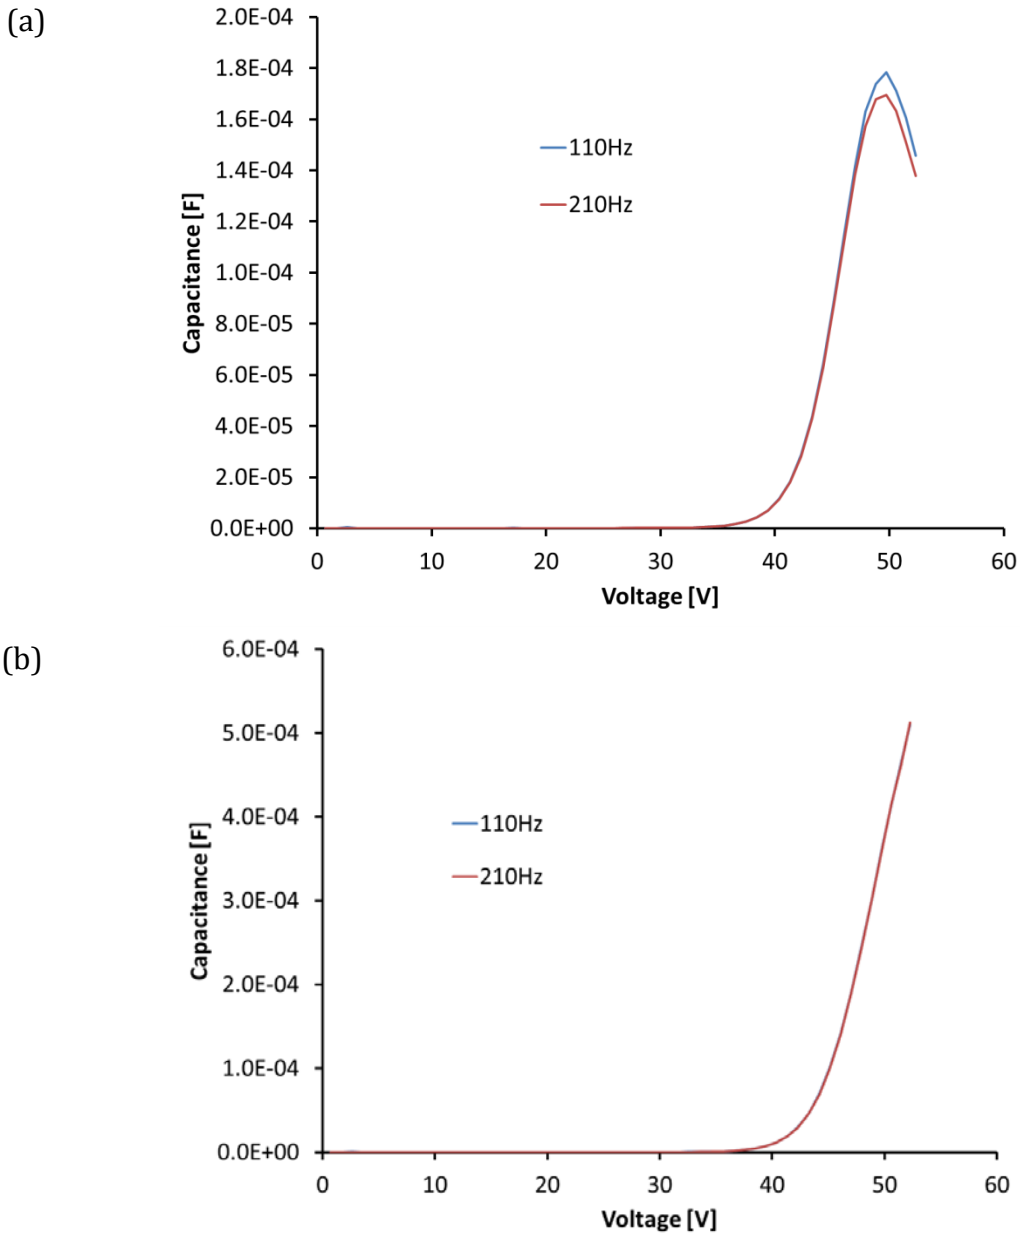 (a)
2.0E-04
1.8E-04
1.6E-04
1.4E-04
1.2E-04
1.0E-04
8.0E-05
6.0E-05
4.0E-05
2.0E-05
0.0E+00
Capacitance [F]
110Hz
210Hz
0 10 20 30 40 50 60
Voltage [V]
(b)
6.0E-04
5.0E-04
4.0E-04
3.0E-04
2.0E-04
1.0E-04
0.0E+00
Capacitance [F]
110Hz
210Hz
0 10 20 30 40 50 60
Voltage [V]